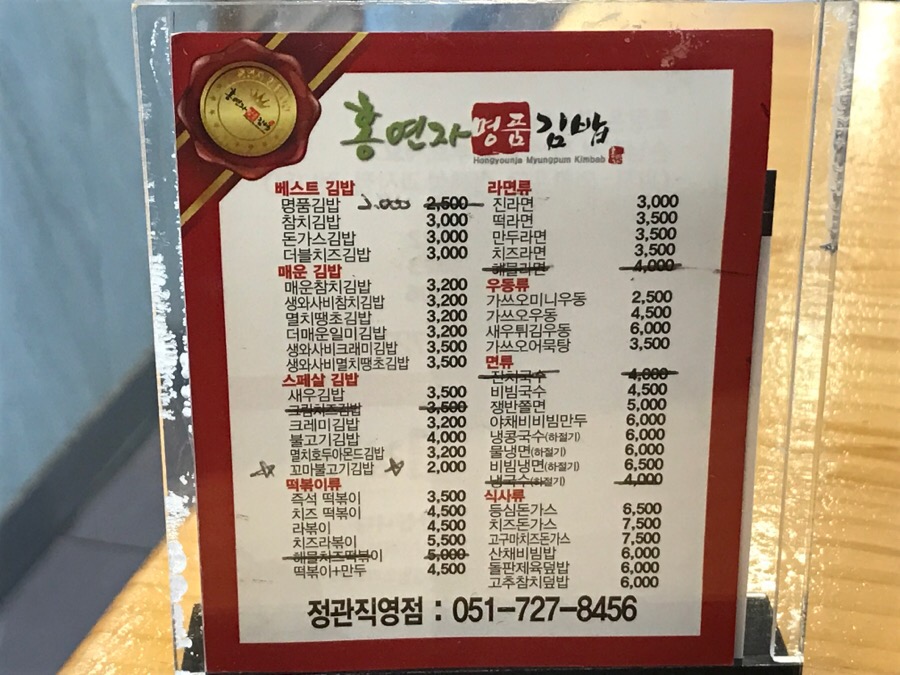 홍연자 명품 김밥
Hongyounja Myungpum Kimbab
베스트 김밥
명품김밥 3.000 2,500
참치김밥 3,000
돈가스김밥 3,000
더블치즈김밥 3,000
매운 김밥
매운참치김밥 3,200
생와사비참치김밥 3,200
멸치땡초김밥 3,200
더매운일미김밥 3,200
생와사비크래미김밥 3,500
생와사비멸치땡초김밥 3,500
스페샬 김밥
새우김밥 3,500
크림치즈김밥 3,500
크레미김밥 3,200
불고기김밥 4,000
멸치호두아몬드김밥 3,200
☆ 꼬마불고기김밥 ☆ 2,000
떡볶이류
즉석 떡볶이 3,500
치즈 떡볶이 4,500
라볶이 4,500
치즈라볶이 5,500
해물치즈떡볶이 5,000
떡볶이+만두 4,500
라면류
진라면 3,000
떡라면 3,500
만두라면 3,500
치즈라면 3,500
해물라면 4,000
우동류
가쓰오미니우동 2,500
가쓰오우동 4,500
새우튀김우동 6,000
가쓰오어묵탕 3,500
면류
잔치국수 4,000
비빔국수 4,500
쟁반쫄면 5,000
야채비비빔만두 6,000
냉콩국수(하절기) 6,000
물냉면(하절기) 6,000
비빔냉면(하절기) 6,500
냉국수(하절기) 4,000
식사류
등심돈가스 6,500
치즈돈가스 7,500
고구마치즈돈가스 7,500
산채비빔밥 6,000
돌판제육덮밥 6,000
고추참치덮밥 6,000
정관직영점 : 051-727-8456